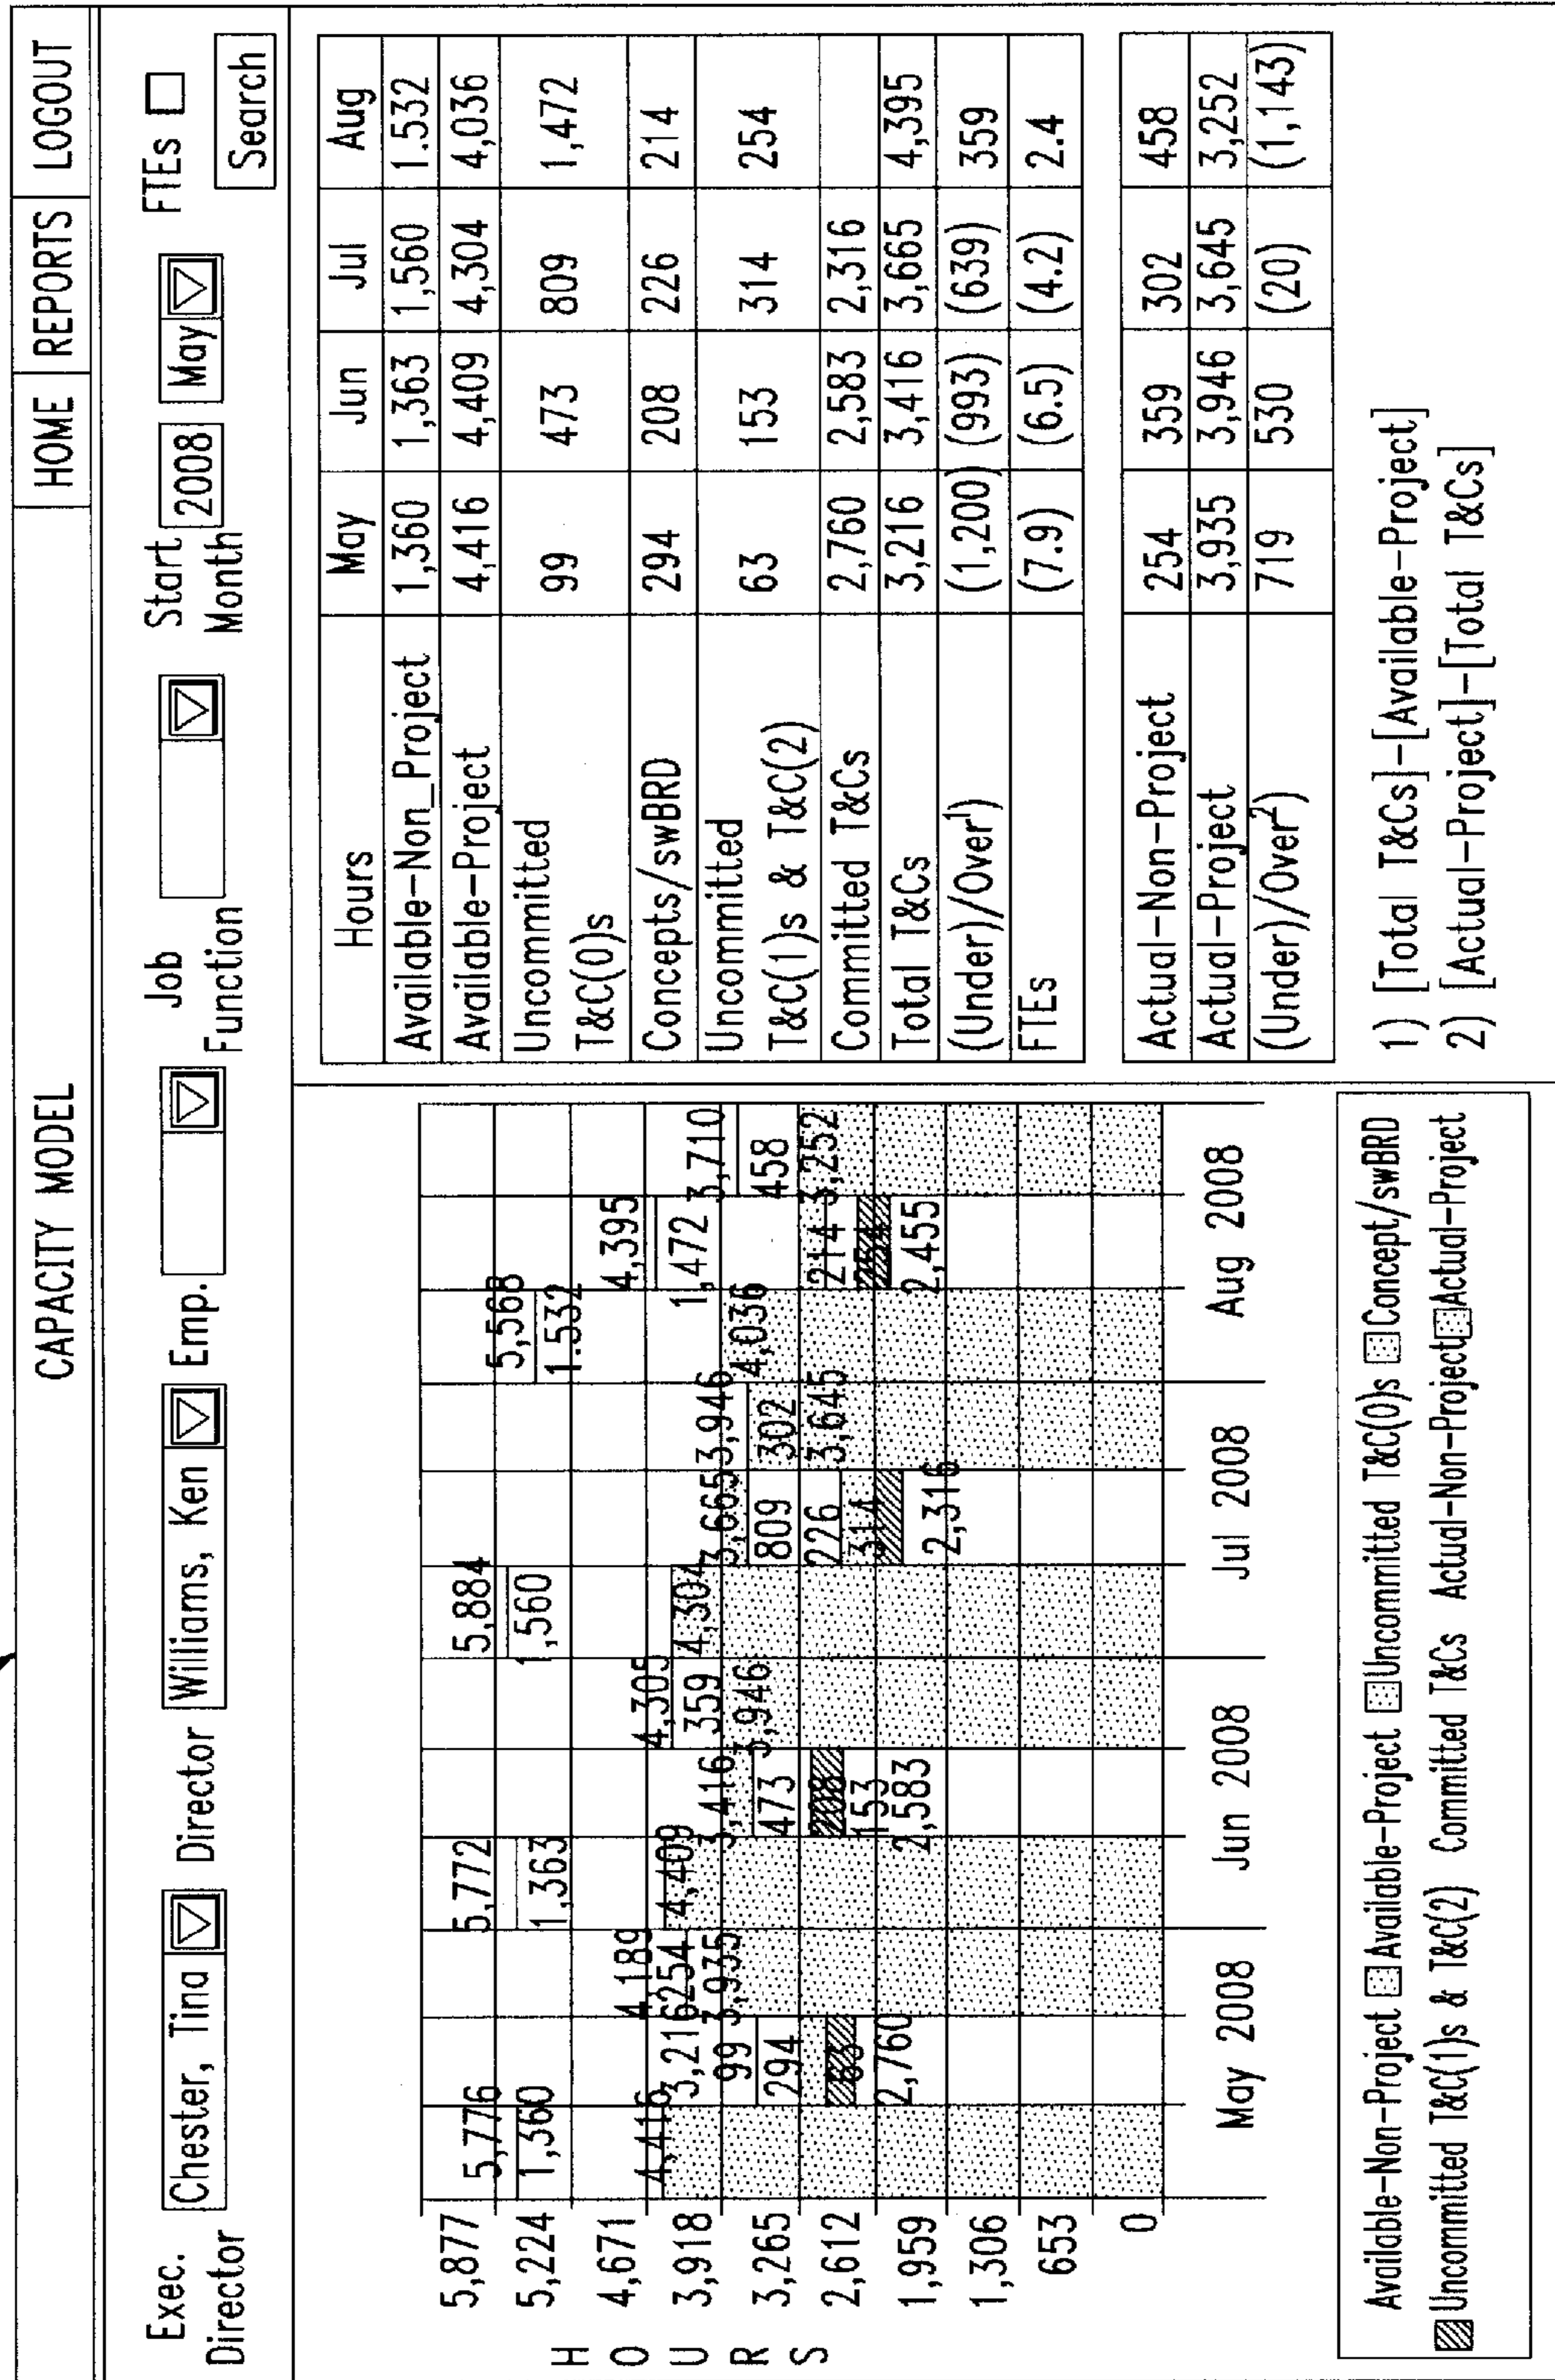 CAPACITY MODEL
HOME REPORTS LOGOUT
Exec. Director Chester, Tina Director Williams, Ken Emp. Job Function Start Month 2008 May FTEs
Search
H O U R S
5,877
5,224
4,671
3,918
3,265
2,612
1,959
1,306
653
0
5,776
1,360
4,416
3,216
99
294
63
2,760
4,189
254
3,935
5,772
1,363
4,409
3,416
473
208
153
2,583
4,305
359
3,946
5,884
1,560
4,304
3,665
809
226
314
2,316
3,946
302
3,645
5,568
1.532
4,036
4,395
1,472
214
254
2,455
3,710
458
3,252
May 2008 Jun 2008 Jul 2008 Aug 2008
Available-Non-Project Available-Project Uncommitted T&C(0)s Concept/swBRD
Uncommitted T&C(1)s & T&C(2) Committed T&Cs Actual-Non-Project Actual-Project
Hours May Jun Jul Aug
Available-Non_Project 1,360 1,363 1,560 1.532
Available-Project 4,416 4,409 4,304 4,036
Uncommitted
T&C(0)s 99 473 809 1,472
Concepts/swBRD 294 208 226 214
Uncommitted
T&C(1)s & T&C(2) 63 153 314 254
Committed T&Cs 2,760 2,583 2,316
Total T&Cs 3,216 3,416 3,665 4,395
(Under)/Over1) (1,200) (993) (639) 359
FTEs (7.9) (6.5) (4.2) 2.4
Actual-Non-Project 254 359 302 458
Actual-Project 3,935 3,946 3,645 3,252
(Under)/Over2) 719 530 (20) (1,143)
1) [Total T&Cs]-[Available-Project]
2) [Actual-Project]-[Total T&Cs]